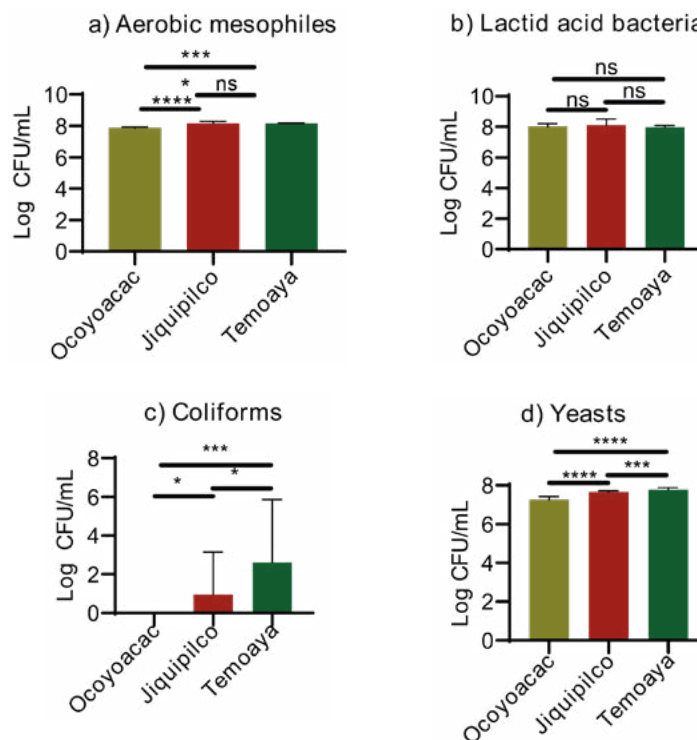 a) Aerobic mesophiles
***
*
ns
****
10
8
6
4
2
0
Log CFU/mL
Ocoyoacac
Jiquipilco
Temoaya
b) Lactid acid bacteria
ns
ns
ns
10
8
6
4
2
0
Log CFU/mL
Ocoyoacac
Jiquipilco
Temoaya
c) Coliforms
***
*
*
8
6
4
2
0
Log CFU/mL
Ocoyoacac
Jiquipilco
Temoaya
d) Yeasts
****
****
***
8
6
4
2
0
Log CFU/mL
Ocoyoacac
Jiquipilco
Temoaya